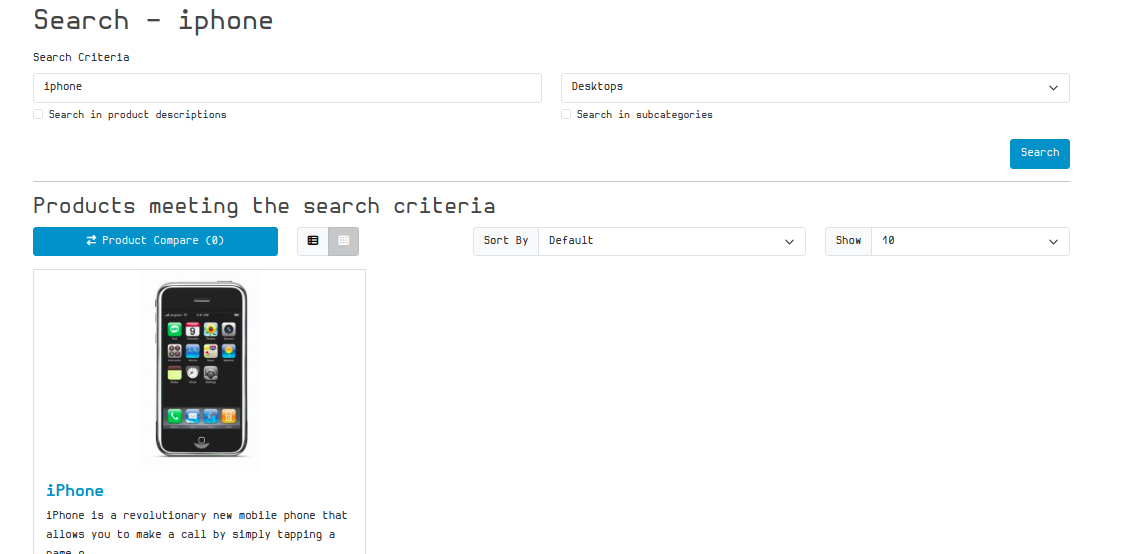 Search - iphone
Search Criteria
iphone
Desktops
Search in product descriptions
Search in subcategories
Search
Products meeting the search criteria
Product Compare (0)
Sort By
Default
Show
10
iPhone
iPhone is a revolutionary new mobile phone that
allows you to make a call by simply tapping a
name o